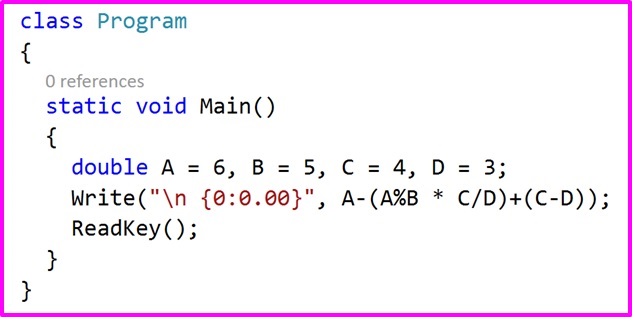 class Program
{
0 references
static void Main()
{
double A = 6, B = 5, C = 4, D = 3;
Write("\n {0:0.00}", A-(A%B * C/D)+(C-D));
ReadKey();
}
}